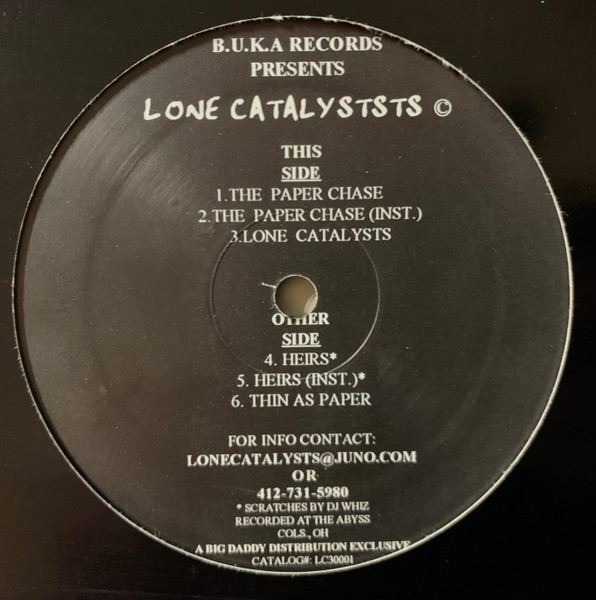 B.U.K.A RECORDS
PRESENTS
LONE CATALYSTSTS ©
THIS
SIDE
1.THE PAPER CHASE
2.THE PAPER CHASE (INST.)
3.LONE CATALYSTS
OTHER
SIDE
4. HEIRS*
5. HEIRS (INST.)*
6. THIN AS PAPER
FOR INFO CONTACT:
LONECATALYSTS@JUNO.COM
OR
412-731-5980
* SCRATCHES BY DJ WHIZ
RECORDED AT THE ABYSS
COLS., OH
A BIG DADDY DISTRIBUTION EXCLUSIVE
CATALOG#: LC30001